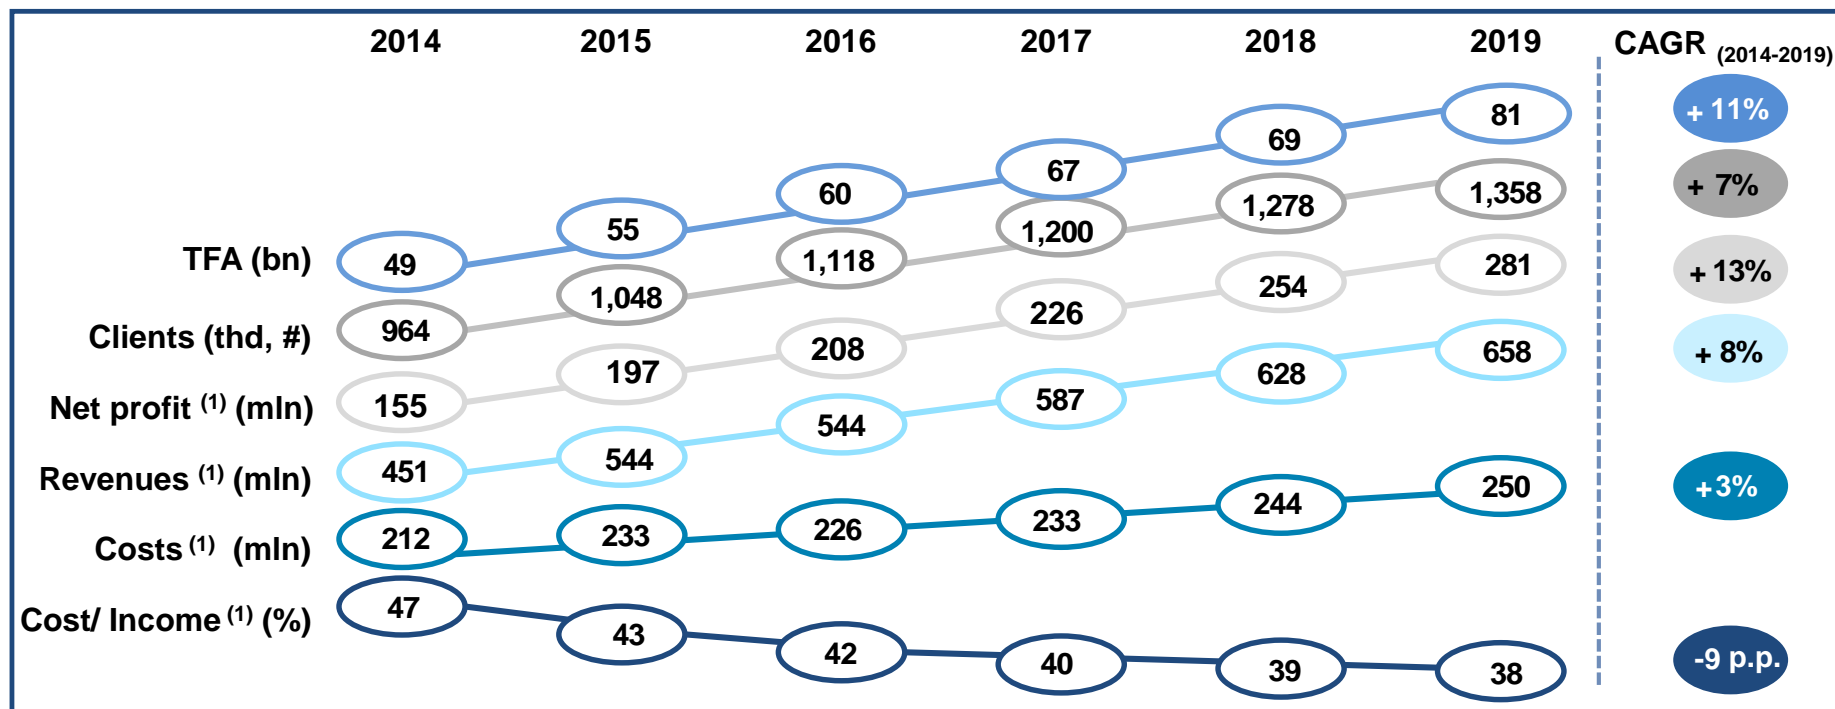 2014 2015 2016 2017 2018 2019 CAGR (2014-2019)
TFA (bn) 49 55 60 67 69 81 + 11%
Clients (thd, #) 964 1,048 1,118 1,200 1,278 1,358 + 7%
Net profit (1) (mln) 155 197 208 226 254 281 + 13%
Revenues (1) (mln) 451 544 544 587 628 658 + 8%
Costs (1) (mln) 212 233 226 233 244 250 +3%
Cost/ Income (1) (%) 47 43 42 40 39 38 -9 p.p.